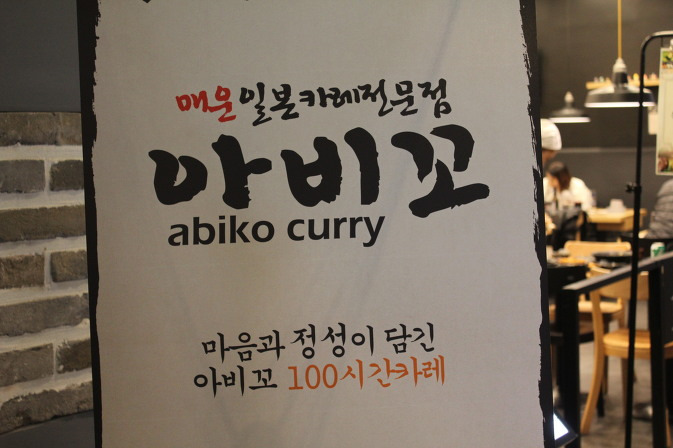 매운일본카레전문점
아비꼬
abiko curry
마음과 정성이 담긴
아비꼬 100시간카레